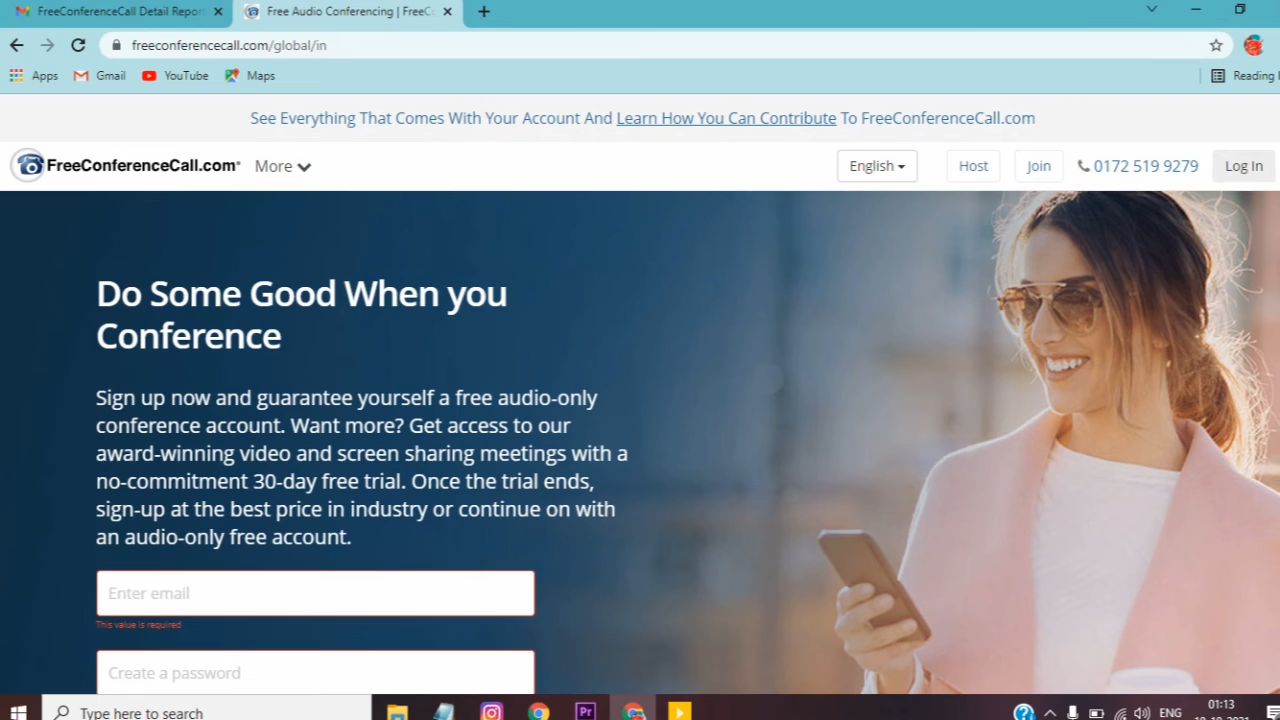 FreeConferenceCall Detail Repor
Free Audio Conferencing | FreeC
freeconferencecall.com/global/in
Apps
Gmail
YouTube
Maps
Reading
See Everything That Comes With Your Account And Learn How You Can Contribute To FreeConferenceCall.com
FreeConferenceCall.com®
More
English
Host
Join
0172 519 9279
Log In
Do Some Good When you
Conference
Sign up now and guarantee yourself a free audio-only
conference account. Want more? Get access to our
award-winning video and screen sharing meetings with a
no-commitment 30-day free trial. Once the trial ends,
sign-up at the best price in industry or continue on with
an audio-only free account.
Enter email
This value is required
Create a password
Type here to search
Pr
ENG
01:13